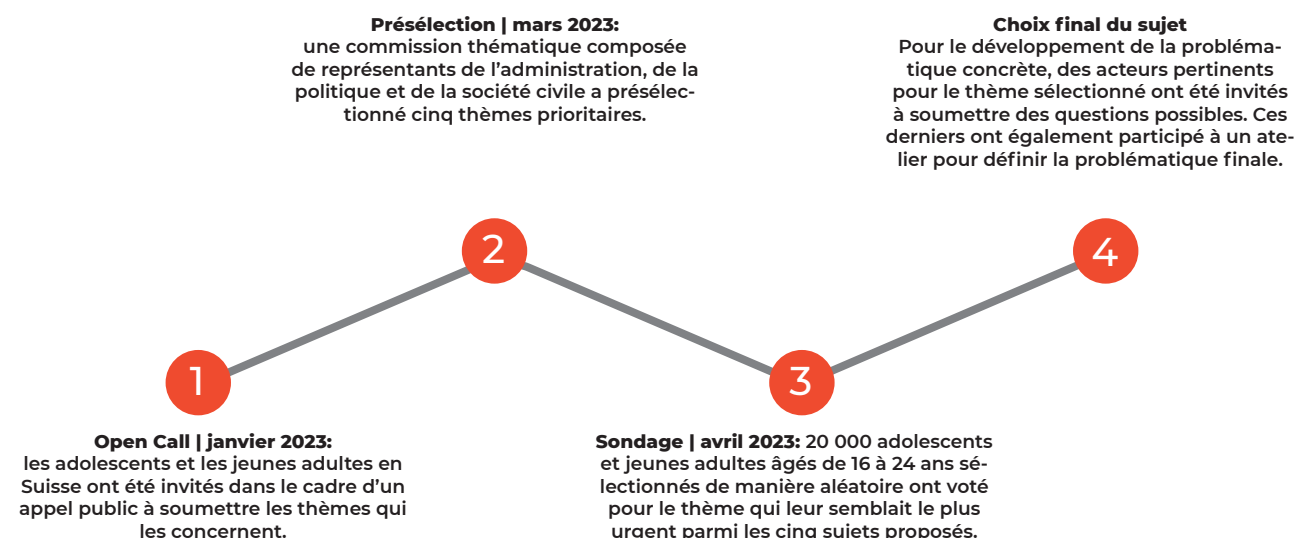 Présélection | mars 2023:
une commission thématique composée
de représentants de l’administration, de la
politique et de la société civile a présélec-
tionné cinq thèmes prioritaires.
Choix final du sujet
Pour le développement de la probléma-
tique concrète, des acteurs pertinents
pour le thème sélectionné ont été invités
à soumettre des questions possibles. Ces
derniers ont également participé à un ate-
lier pour définir la problématique finale.
2
4
1
3
Open Call | janvier 2023:
les adolescents et les jeunes adultes en
Suisse ont été invités dans le cadre d’un
appel public à soumettre les thèmes qui
les concernent.
Sondage | avril 2023: 20 000 adolescents
et jeunes adultes âgés de 16 à 24 ans sé-
lectionnés de manière aléatoire ont voté
pour le thème qui leur semblait le plus
urgent parmi les cinq sujets proposés.